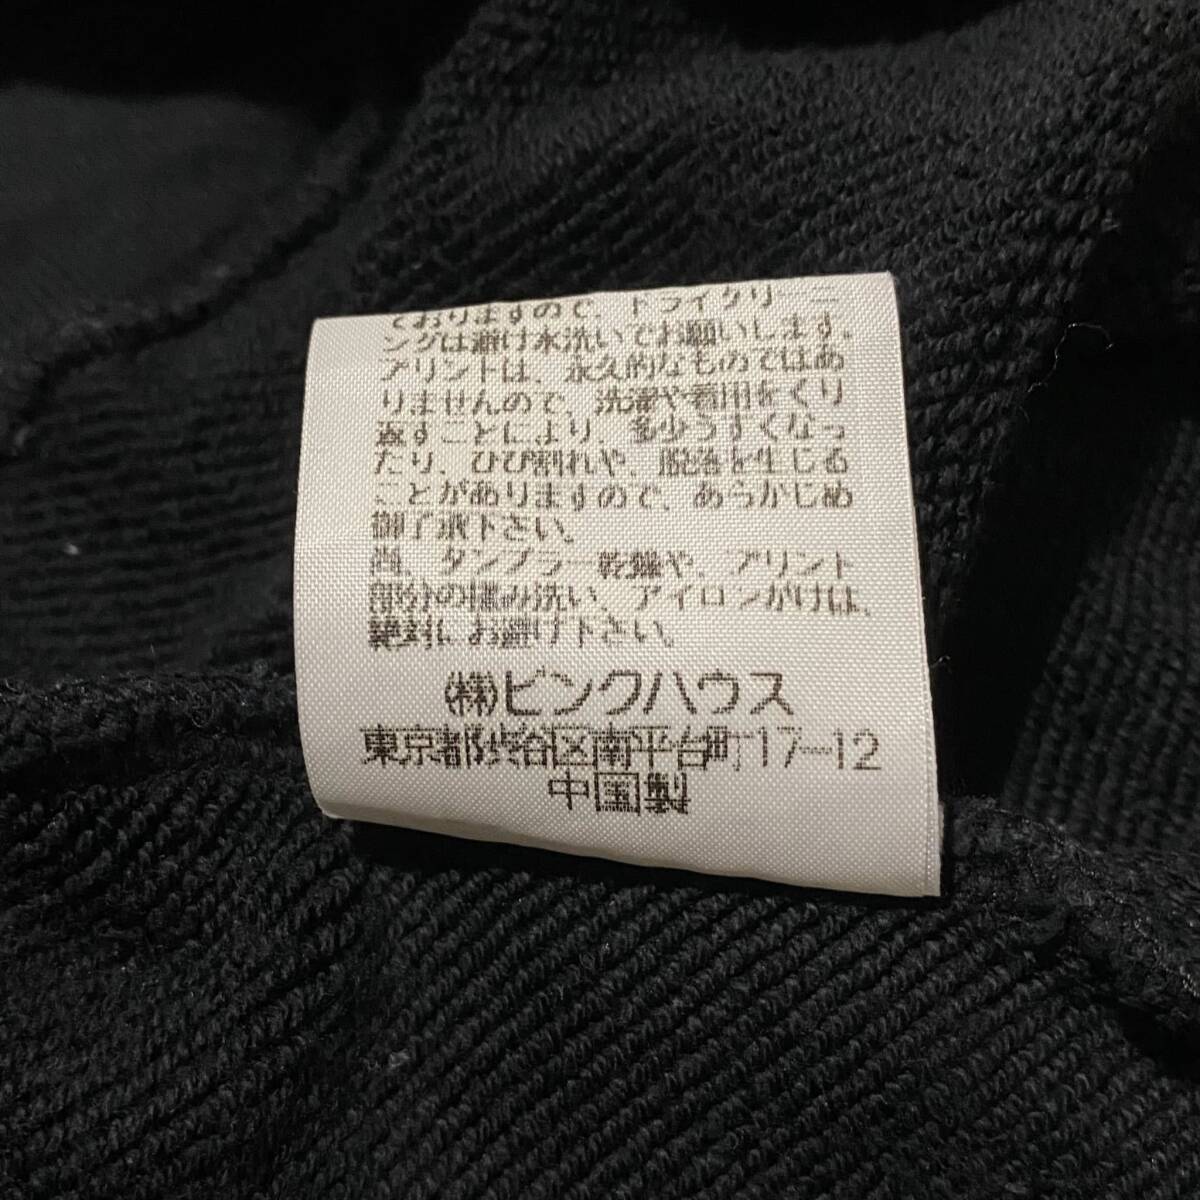 ておりますので、ドライクリーニ
ングは避け水洗いでお願いします。
プリントは、永久的なものではあ
りませんので、洗濯や着用をくり
返すことにより、多少うすくなっ
たり、ひび割れや、脱落を生じる
ことがありますので、あらかじめ
御了承下さい。
尚、タンブラー乾燥や、プリント
部分の揉み洗い、アイロンがけは、
絶対にお避け下さい。
(株)ピンクハウス
東京都渋谷区南平台町17-12
中国製